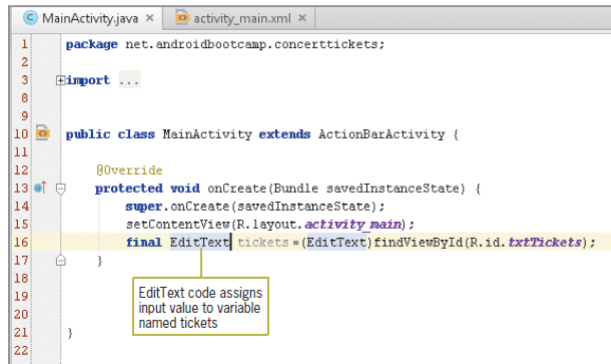 MainActivity.java × activity_main.xml ×
1 package net.androidbootcamp.concerttickets;
2
3 import ...
8
9
10 public class MainActivity extends ActionBarActivity {
11
12 @Override
13 protected void onCreate(Bundle savedInstanceState) {
14 super.onCreate(savedInstanceState);
15 setContentView(R.layout.activity_main);
16 final EditText tickets =(EditText)findViewById(R.id.txtTickets);
17 }
18
19
20
21 }
22
EditText code assigns
input value to variable
named tickets